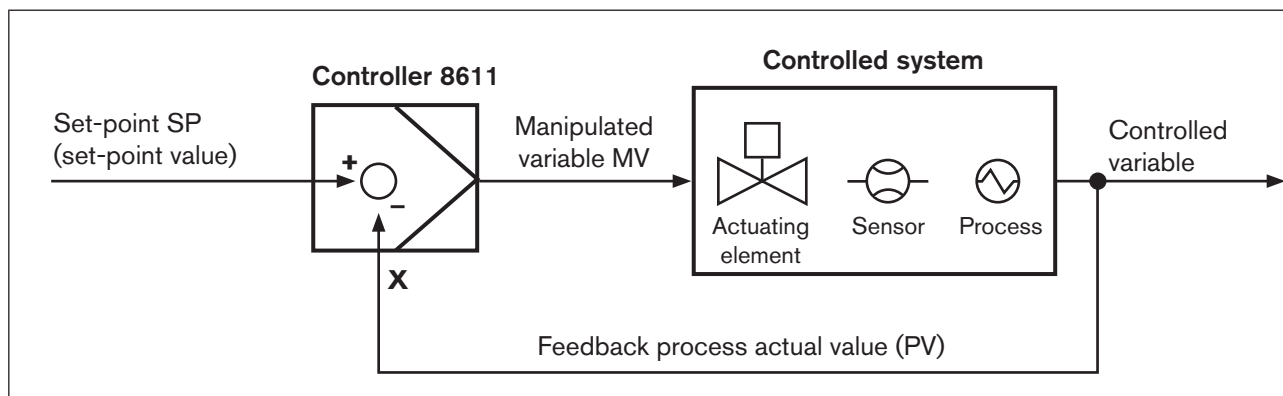 Controller 8611
Controlled system
Set-point SP
(set-point value)
+
–
X
Manipulated
variable MV
Actuating
element
Sensor
Process
Controlled
variable
Feedback process actual value (PV)